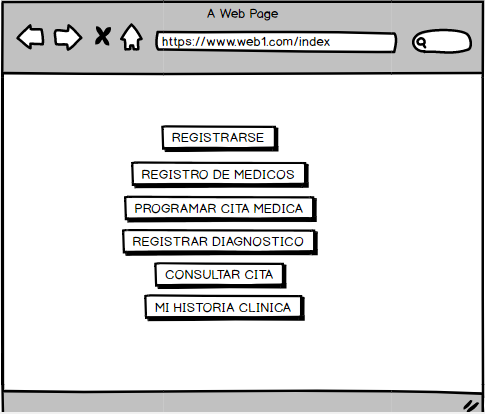 A Web Page
https://www.web1.com/index
REGISTRARSE
REGISTRO DE MEDICOS
PROGRAMAR CITA MEDICA
REGISTRAR DIAGNOSTICO
CONSULTAR CITA
MI HISTORIA CLINICA